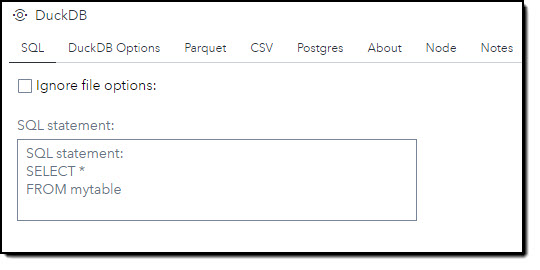 DuckDB
SQL DuckDB Options Parquet CSV Postgres About Node Notes
Ignore file options:
SQL statement:
SQL statement:
SELECT *
FROM mytable